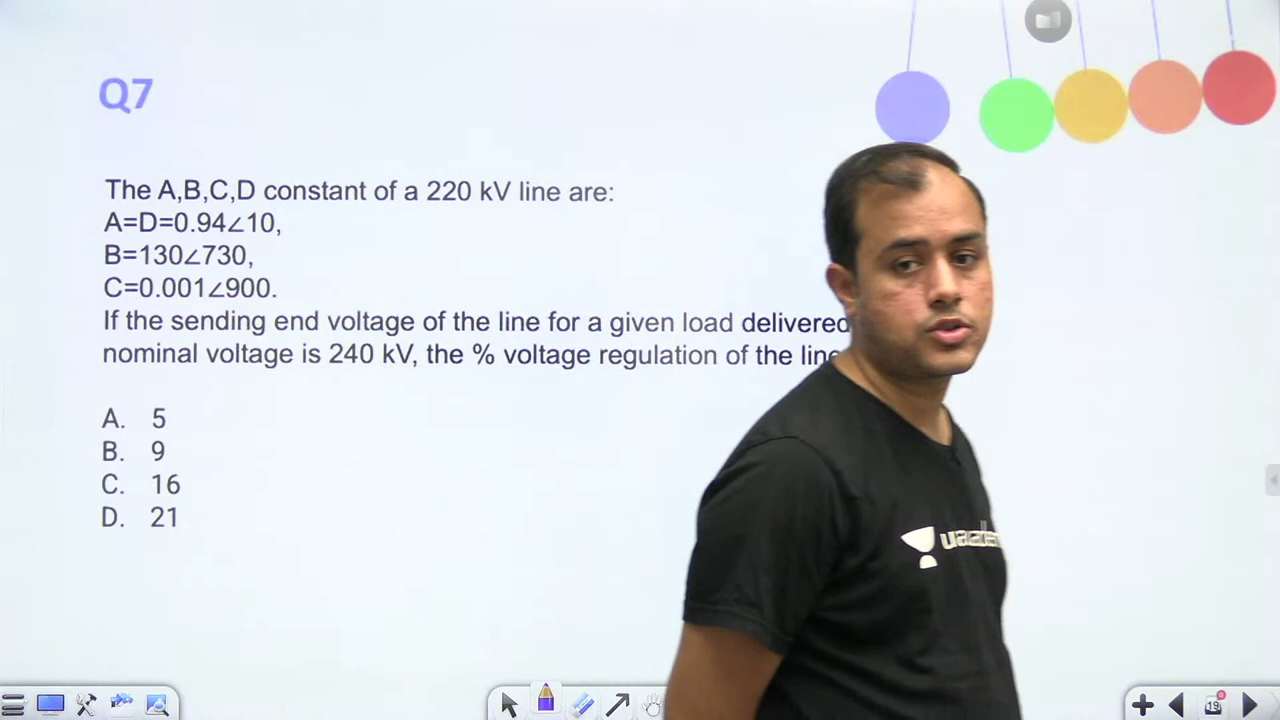 Q7
The A,B,C,D constant of a 220 kV line are:
A=D=0.94∠10,
B=130∠730,
C=0.001∠900.
If the sending end voltage of the line for a given load delivered
nominal voltage is 240 kV, the % voltage regulation of the line
A. 5
B. 9
C. 16
D. 21
19